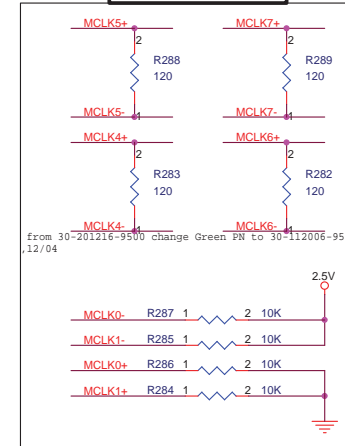 MCLK5+ MCLK7+
2 2
R288 R289
120 120
MCLK5- 1 MCLK7- 1
MCLK4+ MCLK6+
2 2
R283 R282
120 120
MCLK4- 1 MCLK6- 1
from 30-201216-9500 change Green PN to 30-112006-95
,12/04
2.5V
MCLK0- R287 1 2 10K
MCLK1- R285 1 2 10K
MCLK0+ R286 1 2 10K
MCLK1+ R284 1 2 10K